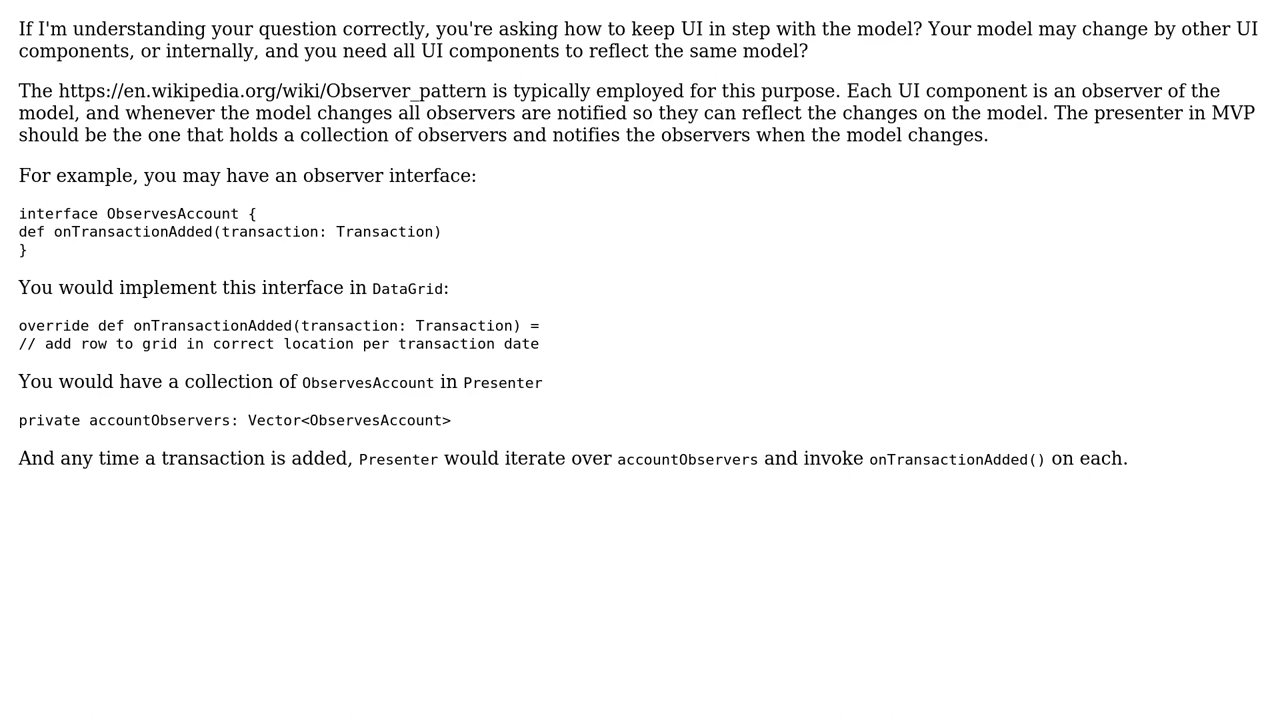 If I'm understanding your question correctly, you're asking how to keep UI in step with the model? Your model may change by other UI
components, or internally, and you need all UI components to reflect the same model?
The https://en.wikipedia.org/wiki/Observer_pattern is typically employed for this purpose. Each UI component is an observer of the
model, and whenever the model changes all observers are notified so they can reflect the changes on the model. The presenter in MVP
should be the one that holds a collection of observers and notifies the observers when the model changes.
For example, you may have an observer interface:
interface ObservesAccount {
def onTransactionAdded(transaction: Transaction)
}
You would implement this interface in DataGrid:
override def onTransactionAdded(transaction: Transaction) =
// add row to grid in correct location per transaction date
You would have a collection of ObservesAccount in Presenter
private accountObservers: Vector<ObservesAccount>
And any time a transaction is added, Presenter would iterate over accountObservers and invoke onTransactionAdded() on each.